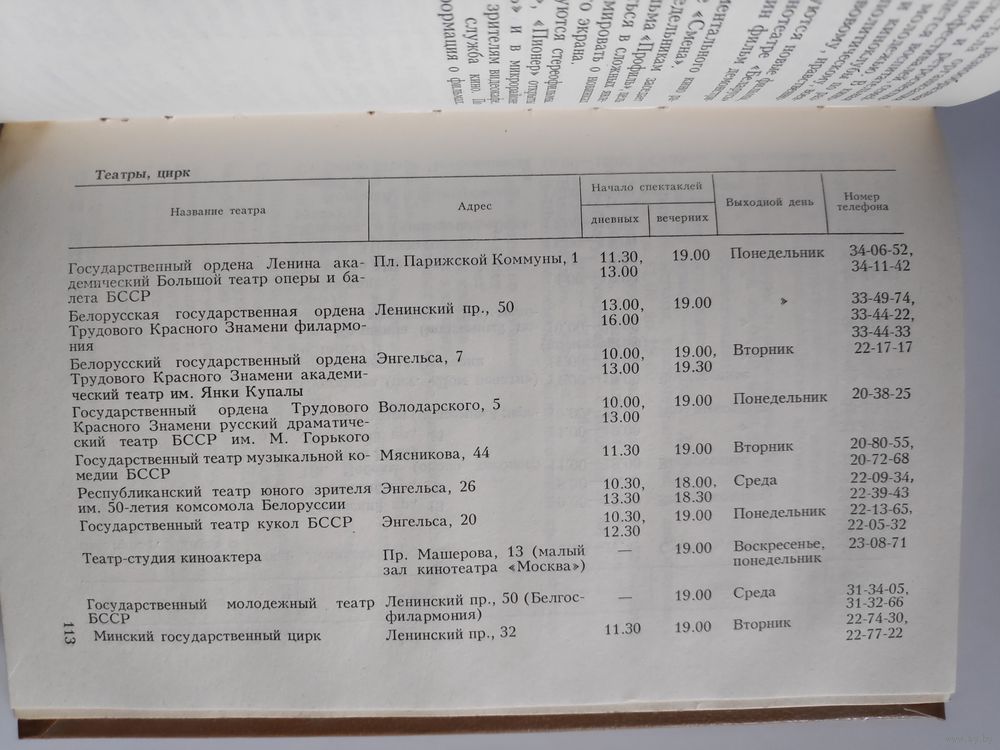 ментального кино
«Смена».
Театры, цирк
Название театра
Адрес
Начало спектаклей
дневных
вечерних
Выходной день
Номер
телефона
Государственный ордена Ленина ака-
демический Большой театр оперы и ба-
лета БССР
Пл. Парижской Коммуны, 1
11.30,
13.00
19.00
Понедельник
34-06-52,
34-11-42
Белорусская государственная ордена
Трудового Красного Знамени филармо-
ния
Ленинский пр., 50
13.00,
16.00
19.00
»
33-49-74,
33-44-22,
33-44-33
Белорусский государственный ордена
Трудового Красного Знамени академи-
ческий театр им. Янки Купалы
Энгельса, 7
10.00,
13.00
19.00,
19.30
Вторник
22-17-17
Государственный ордена Трудового
Красного Знамени русский драматиче-
ский театр БССР им. М. Горького
Володарского, 5
10.00,
13.00
19.00
Понедельник
20-38-25
Государственный театр музыкальной ко-
медии БССР
Мясникова, 44
11.30
19.00
Вторник
20-80-55,
20-72-68
Республиканский театр юного зрителя
им. 50-летия комсомола Белоруссии
Энгельса, 26
10.30,
13.30
18.00,
18.30
Среда
22-09-34,
22-39-43
Государственный театр кукол БССР
Энгельса, 20
10.30,
12.30
19.00
Понедельник
22-13-65,
22-05-32
Театр-студия киноактера
Пр. Машерова, 13 (малый
зал кинотеатра «Москва»)
—
19.00
Воскресенье,
понедельник
23-08-71
Государственный молодежный театр
БССР
Ленинский пр., 50 (Белгос-
филармония)
—
19.00
Среда
31-34-05,
31-32-66
Минский государственный цирк
Ленинский пр., 32
11.30
19.00
Вторник
22-74-30,
22-77-22
113